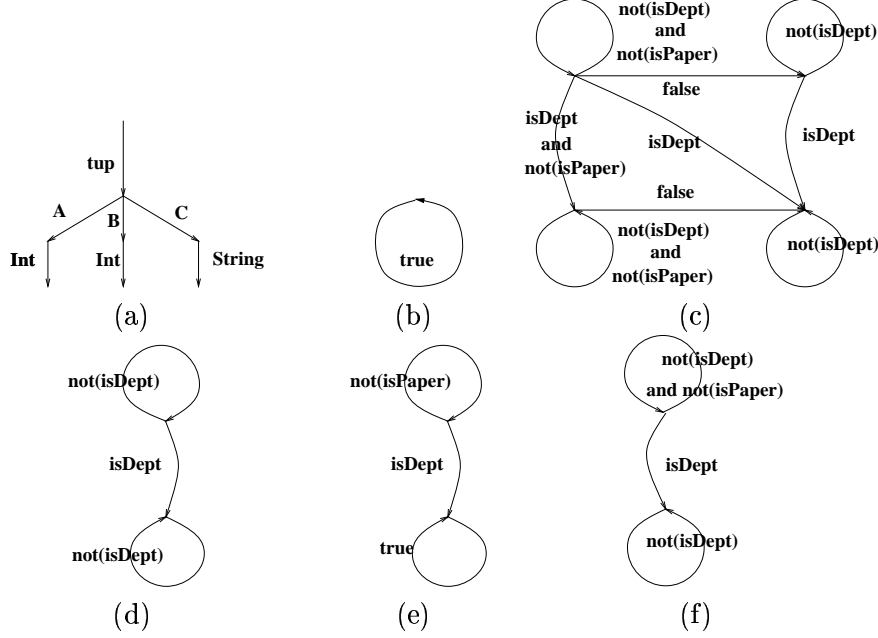 tup
A
B
C
Int
Int
String
(a)
true
(b)
not(isDept)
and
not(isPaper)
not(isDept)
false
isDept
and
not(isPaper)
isDept
isDept
false
not(isDept)
and
not(isPaper)
not(isDept)
(c)
not(isDept)
isDept
not(isDept)
(d)
not(isPaper)
isDept
true
(e)
not(isDept)
and not(isPaper)
isDept
not(isDept)
(f)